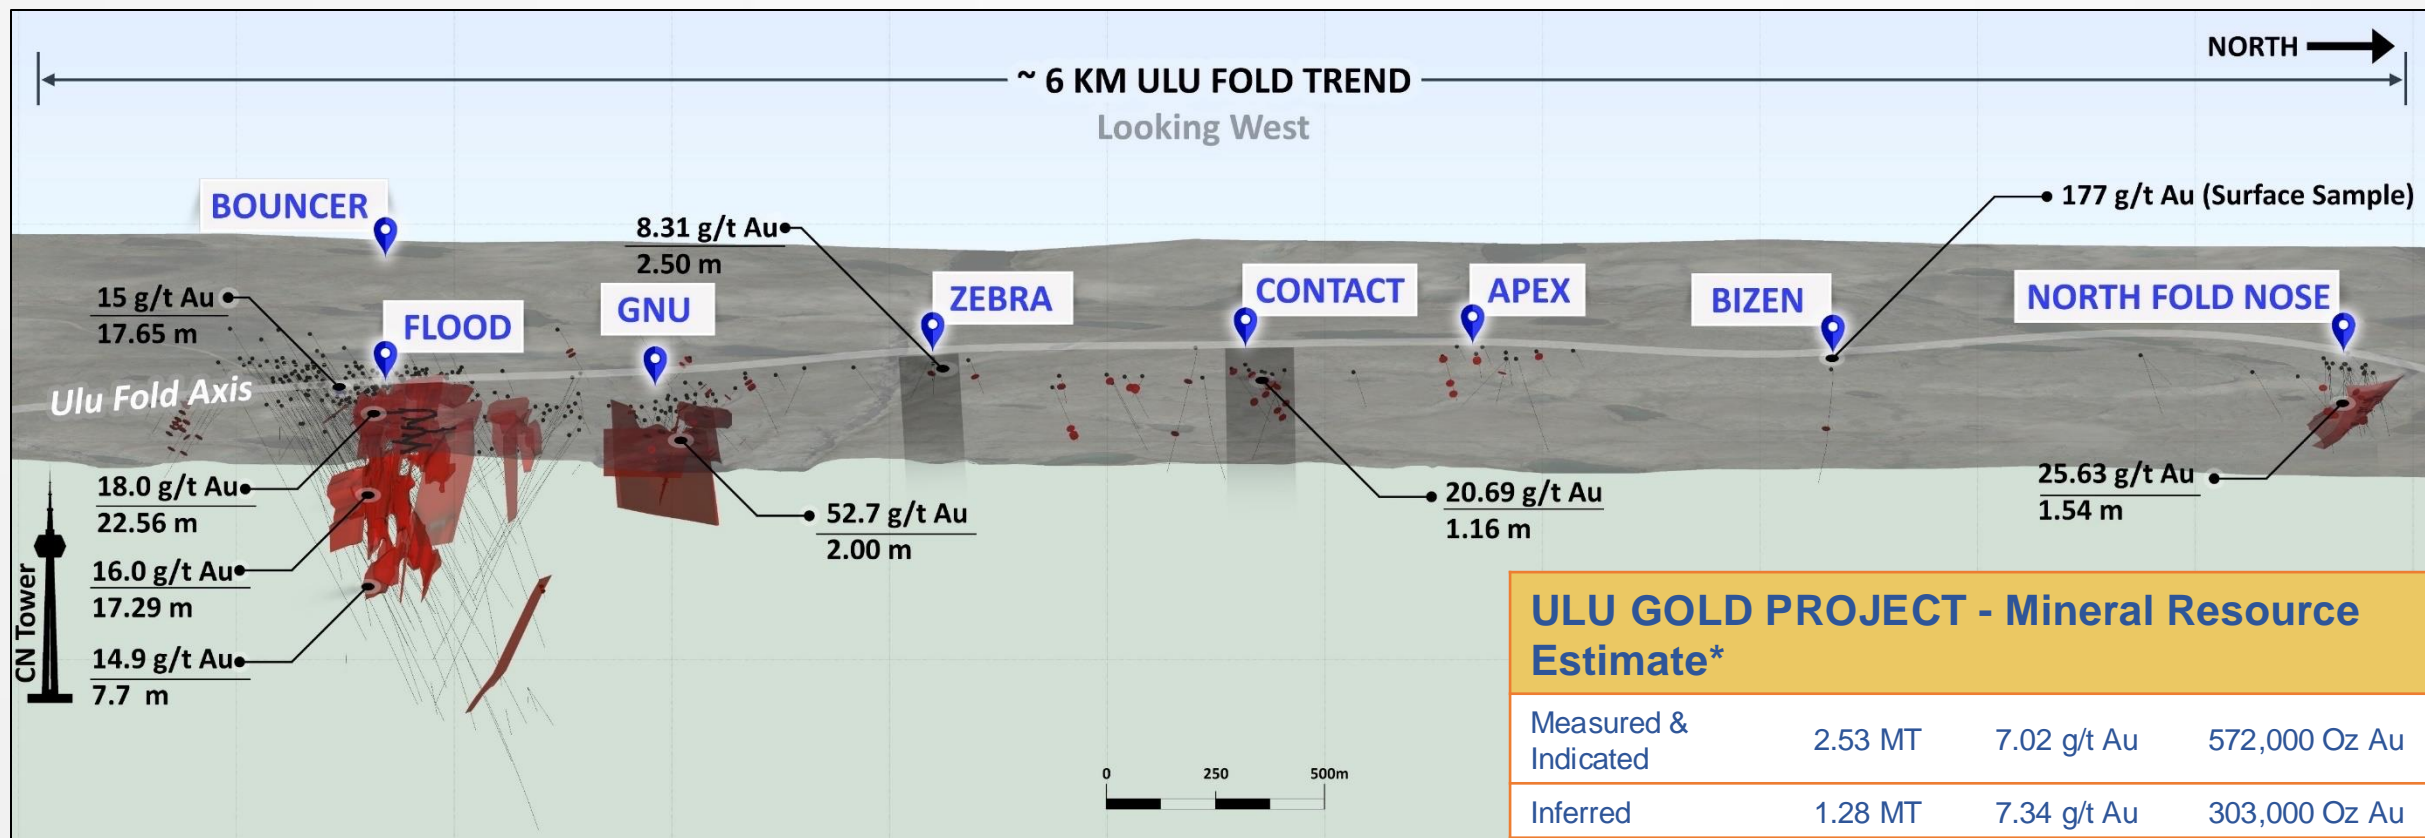 NORTH
~ 6 KM ULU FOLD TREND
Looking West
BOUNCER
177 g/t Au (Surface Sample)
8.31 g/t Au
2.50 m
15 g/t Au
17.65 m
FLOOD
GNU
ZEBRA
CONTACT
APEX
BIZEN
NORTH FOLD NOSE
Ulu Fold Axis
18.0 g/t Au
22.56 m
16.0 g/t Au
17.29 m
14.9 g/t Au
7.7 m
CN Tower
52.7 g/t Au
2.00 m
20.69 g/t Au
1.16 m
25.63 g/t Au
1.54 m
0 250 500m
ULU GOLD PROJECT - Mineral Resource
Estimate*
Measured &
Indicated 2.53 MT 7.02 g/t Au 572,000 Oz Au
Inferred 1.28 MT 7.34 g/t Au 303,000 Oz Au